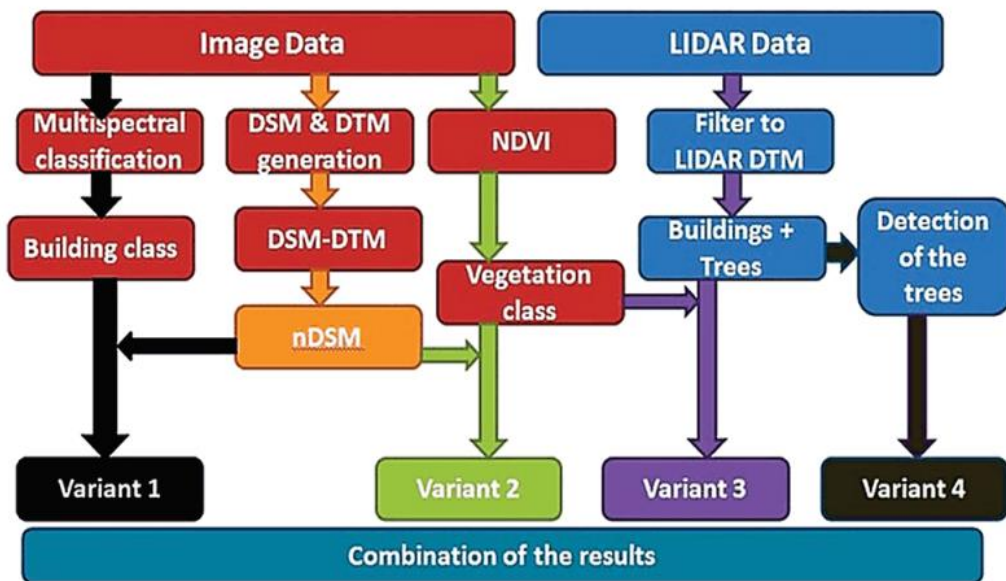 Image Data
LIDAR Data
Multispectral
classification
DSM & DTM
generation
NDVI
Filter to
LIDAR DTM
Building class
DSM-DTM
Vegetation
class
Buildings +
Trees
Detection
of the
trees
nDSM
Variant 1
Variant 2
Variant 3
Variant 4
Combination of the results